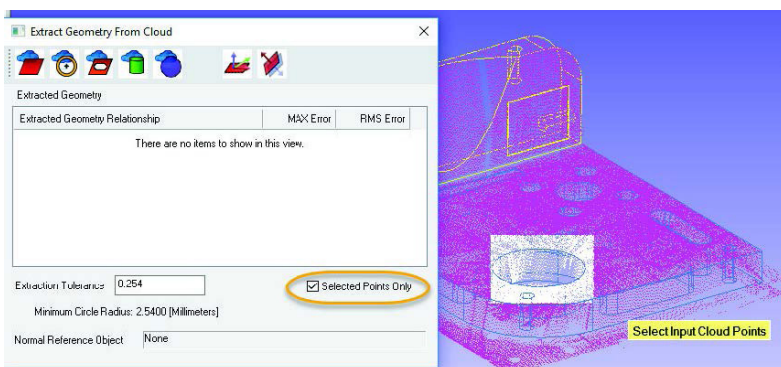 Extract Geometry From Cloud
Extracted Geometry
Extracted Geometry Relationship MAX Error RMS Error
There are no items to show in this view.
Extraction Tolerance 0.254
Selected Points Only
Minimum Circle Radius: 2.5400 [Millimeters]
Normal Reference Object None
Select Input Cloud Points